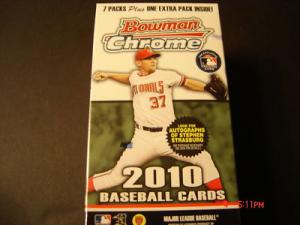 7 PACKS Plus ONE EXTRA PACK INSIDE!
Bowman
Chrome
IONALS
37
LOOK FOR
AUTOGRAPHS
OF STEPHEN
STRASBURG
2010
BASEBALL CARDS
MAJOR LEAGUE BASEBALL
5:11PM